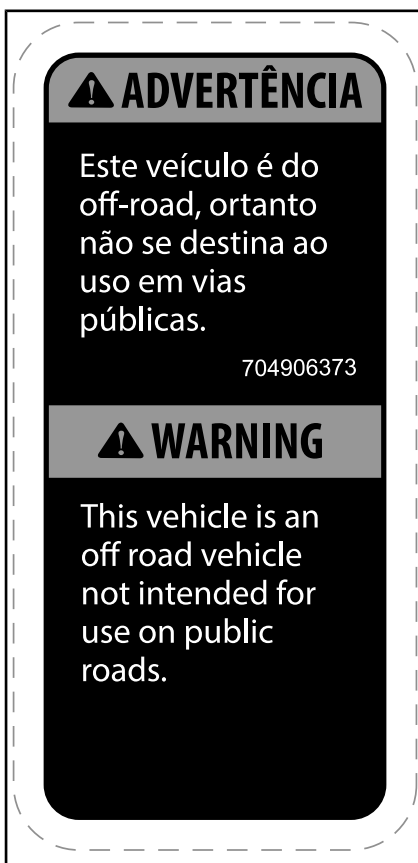 ADVERTÊNCIA
Este veículo é do
off-road, ortanto
não se destina ao
uso em vias
públicas.
704906373
WARNING
This vehicle is an
off road vehicle
not intended for
use on public
roads.